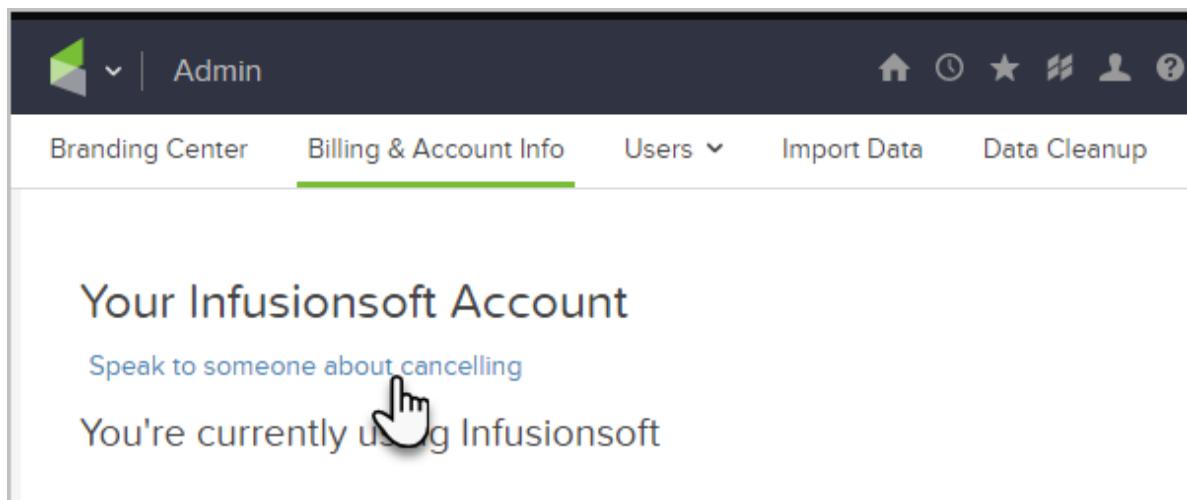 Admin
Branding Center Billing & Account Info Users Import Data Data Cleanup
Your Infusionsoft Account
Speak to someone about cancelling
You're currently using Infusionsoft